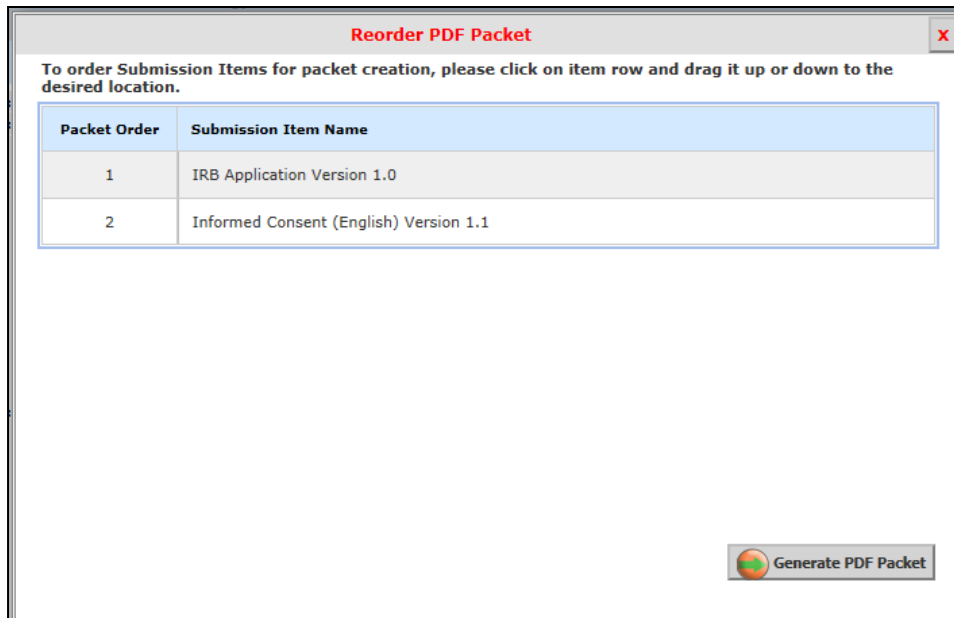 Reorder PDF Packet
x
To order Submission Items for packet creation, please click on item row and drag it up or down to the
desired location.
Packet Order Submission Item Name
1 IRB Application Version 1.0
2 Informed Consent (English) Version 1.1
Generate PDF Packet